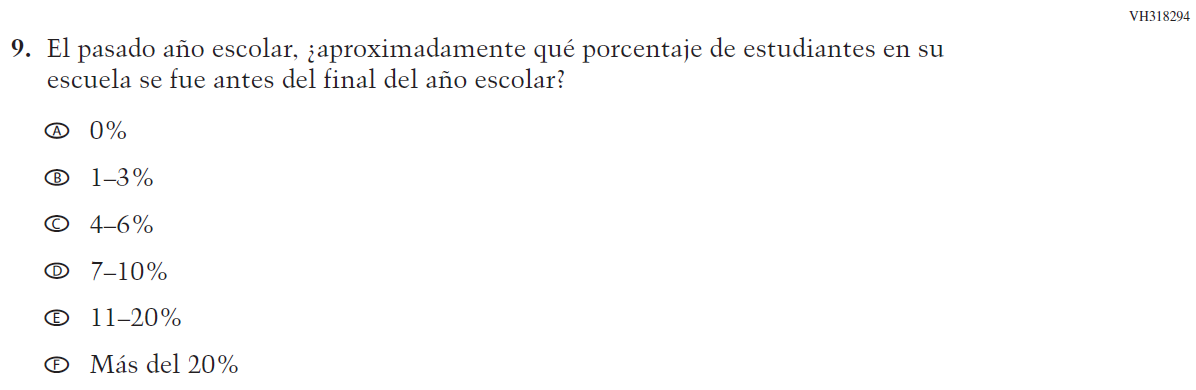 VH318294
9. El pasado año escolar, ¿aproximadamente qué porcentaje de estudiantes en su
escuela se fue antes del final del año escolar?
A 0%
B 1–3%
C 4–6%
D 7–10%
E 11–20%
F Más del 20%